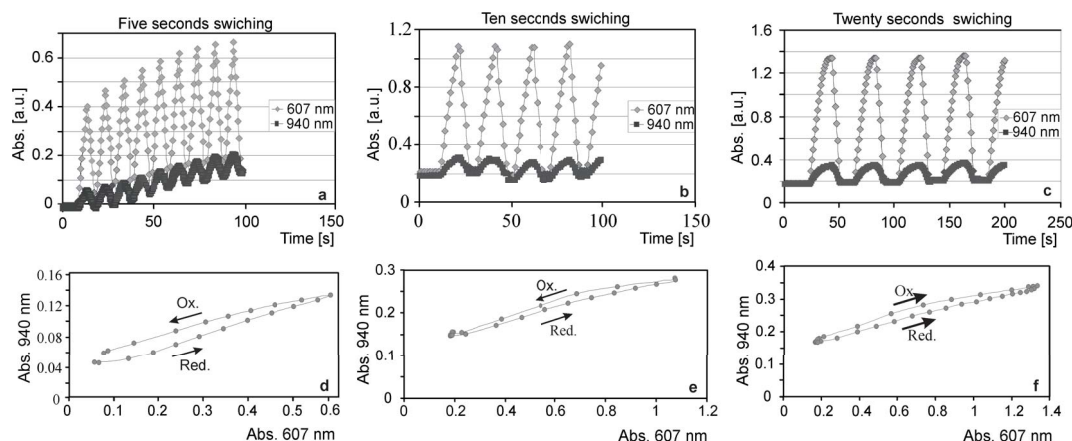 Five seconds swiching
Abs. [a.u.]
0.6
0.4
0.2
0
607 nm
940 nm
a
0
50
100
150
Time [s]
Ten secnds swiching
Abs. [a.u.]
1.2
0.9
0.6
0.3
0
607 nm
940 nm
b
0
50
100
150
Time [s]
Twenty seconds swiching
Abs. [a.u.]
1.6
1.2
0.8
0.4
0
607 nm
940 nm
c
0
50
100
150
200
250
Time [s]
Abs. 940 nm
0.16
0.12
0.08
0.04
0
Ox.
Red.
d
0
0.1
0.2
0.3
0.4
0.5
0.6
Abs. 607 nm
Abs. 940 nm
0.3
0.2
0.1
0
Ox.
Red.
e
0
0.2
0.4
0.6
0.8
1
1.2
Abs. 607 nm
Abs. 940 nm
0.4
0.3
0.2
0.1
0
Ox.
Red.
f
0
0.2
0.4
0.6
0.8
1
1.2
1.4
Abs. 607 nm